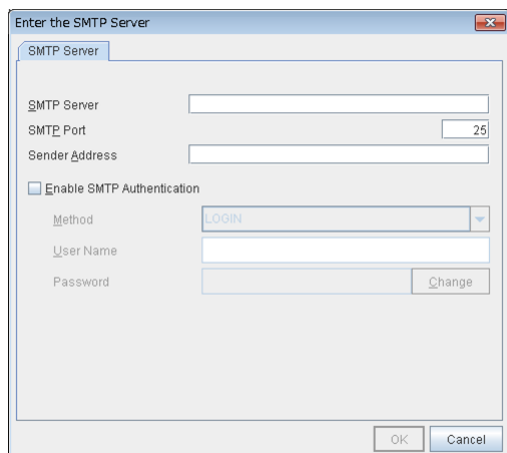 Enter the SMTP Server
SMTP Server
SMTP Server
SMTP Port 25
Sender Address
Enable SMTP Authentication
Method LOGIN
User Name
Password Change
OK Cancel